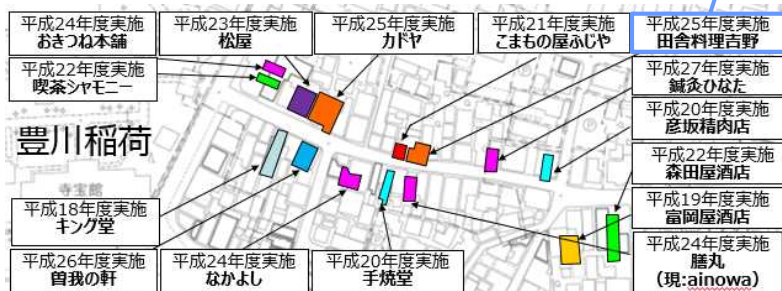 平成24年度実施
おきつね本舗
平成23年度実施
松屋
平成25年度実施
カドヤ
平成21年度実施
こまもの屋ふじや
平成25年度実施
田舎料理吉野
平成22年度実施
喫茶シャモニー
平成27年度実施
鍼灸ひなた
平成20年度実施
彦坂精肉店
豊川稲荷
寺宝館
平成22年度実施
森田屋酒店
平成18年度実施
キング堂
平成19年度実施
富岡屋酒店
平成26年度実施
曽我の軒
平成24年度実施
なかよし
平成20年度実施
手焼堂
平成24年度実施
膳丸
(現:ainowa)